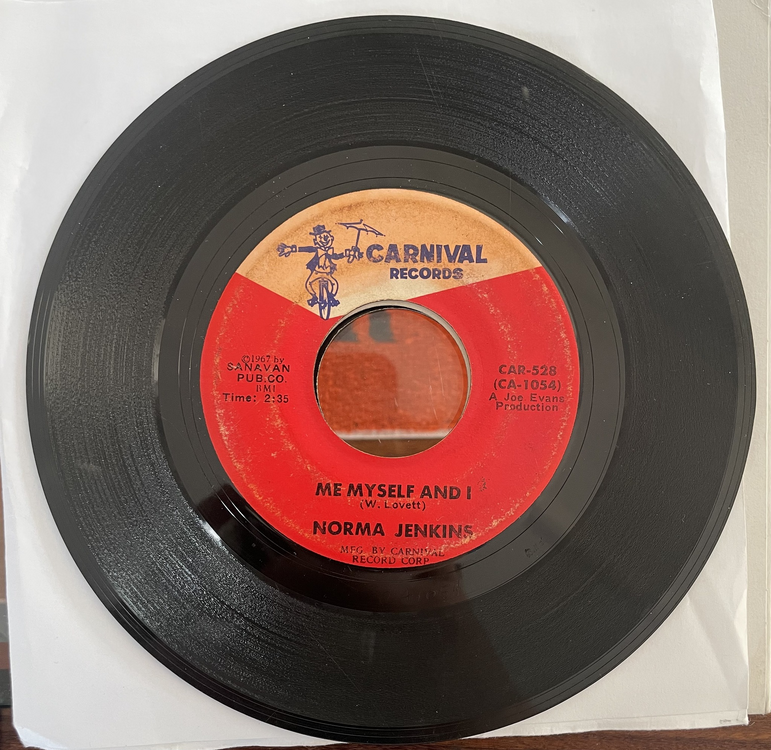 CARNIVAL
RECORDS
©1967 by
SANAVAN
PUB.CO.
BMI
Time: 2:35
CAR-528
(CA-1054)
A Joe Evans
Production
ME MYSELF AND I
(W. Lovett)
NORMA JENKINS
MFG. BY CARNIVAL
RECORD CORP